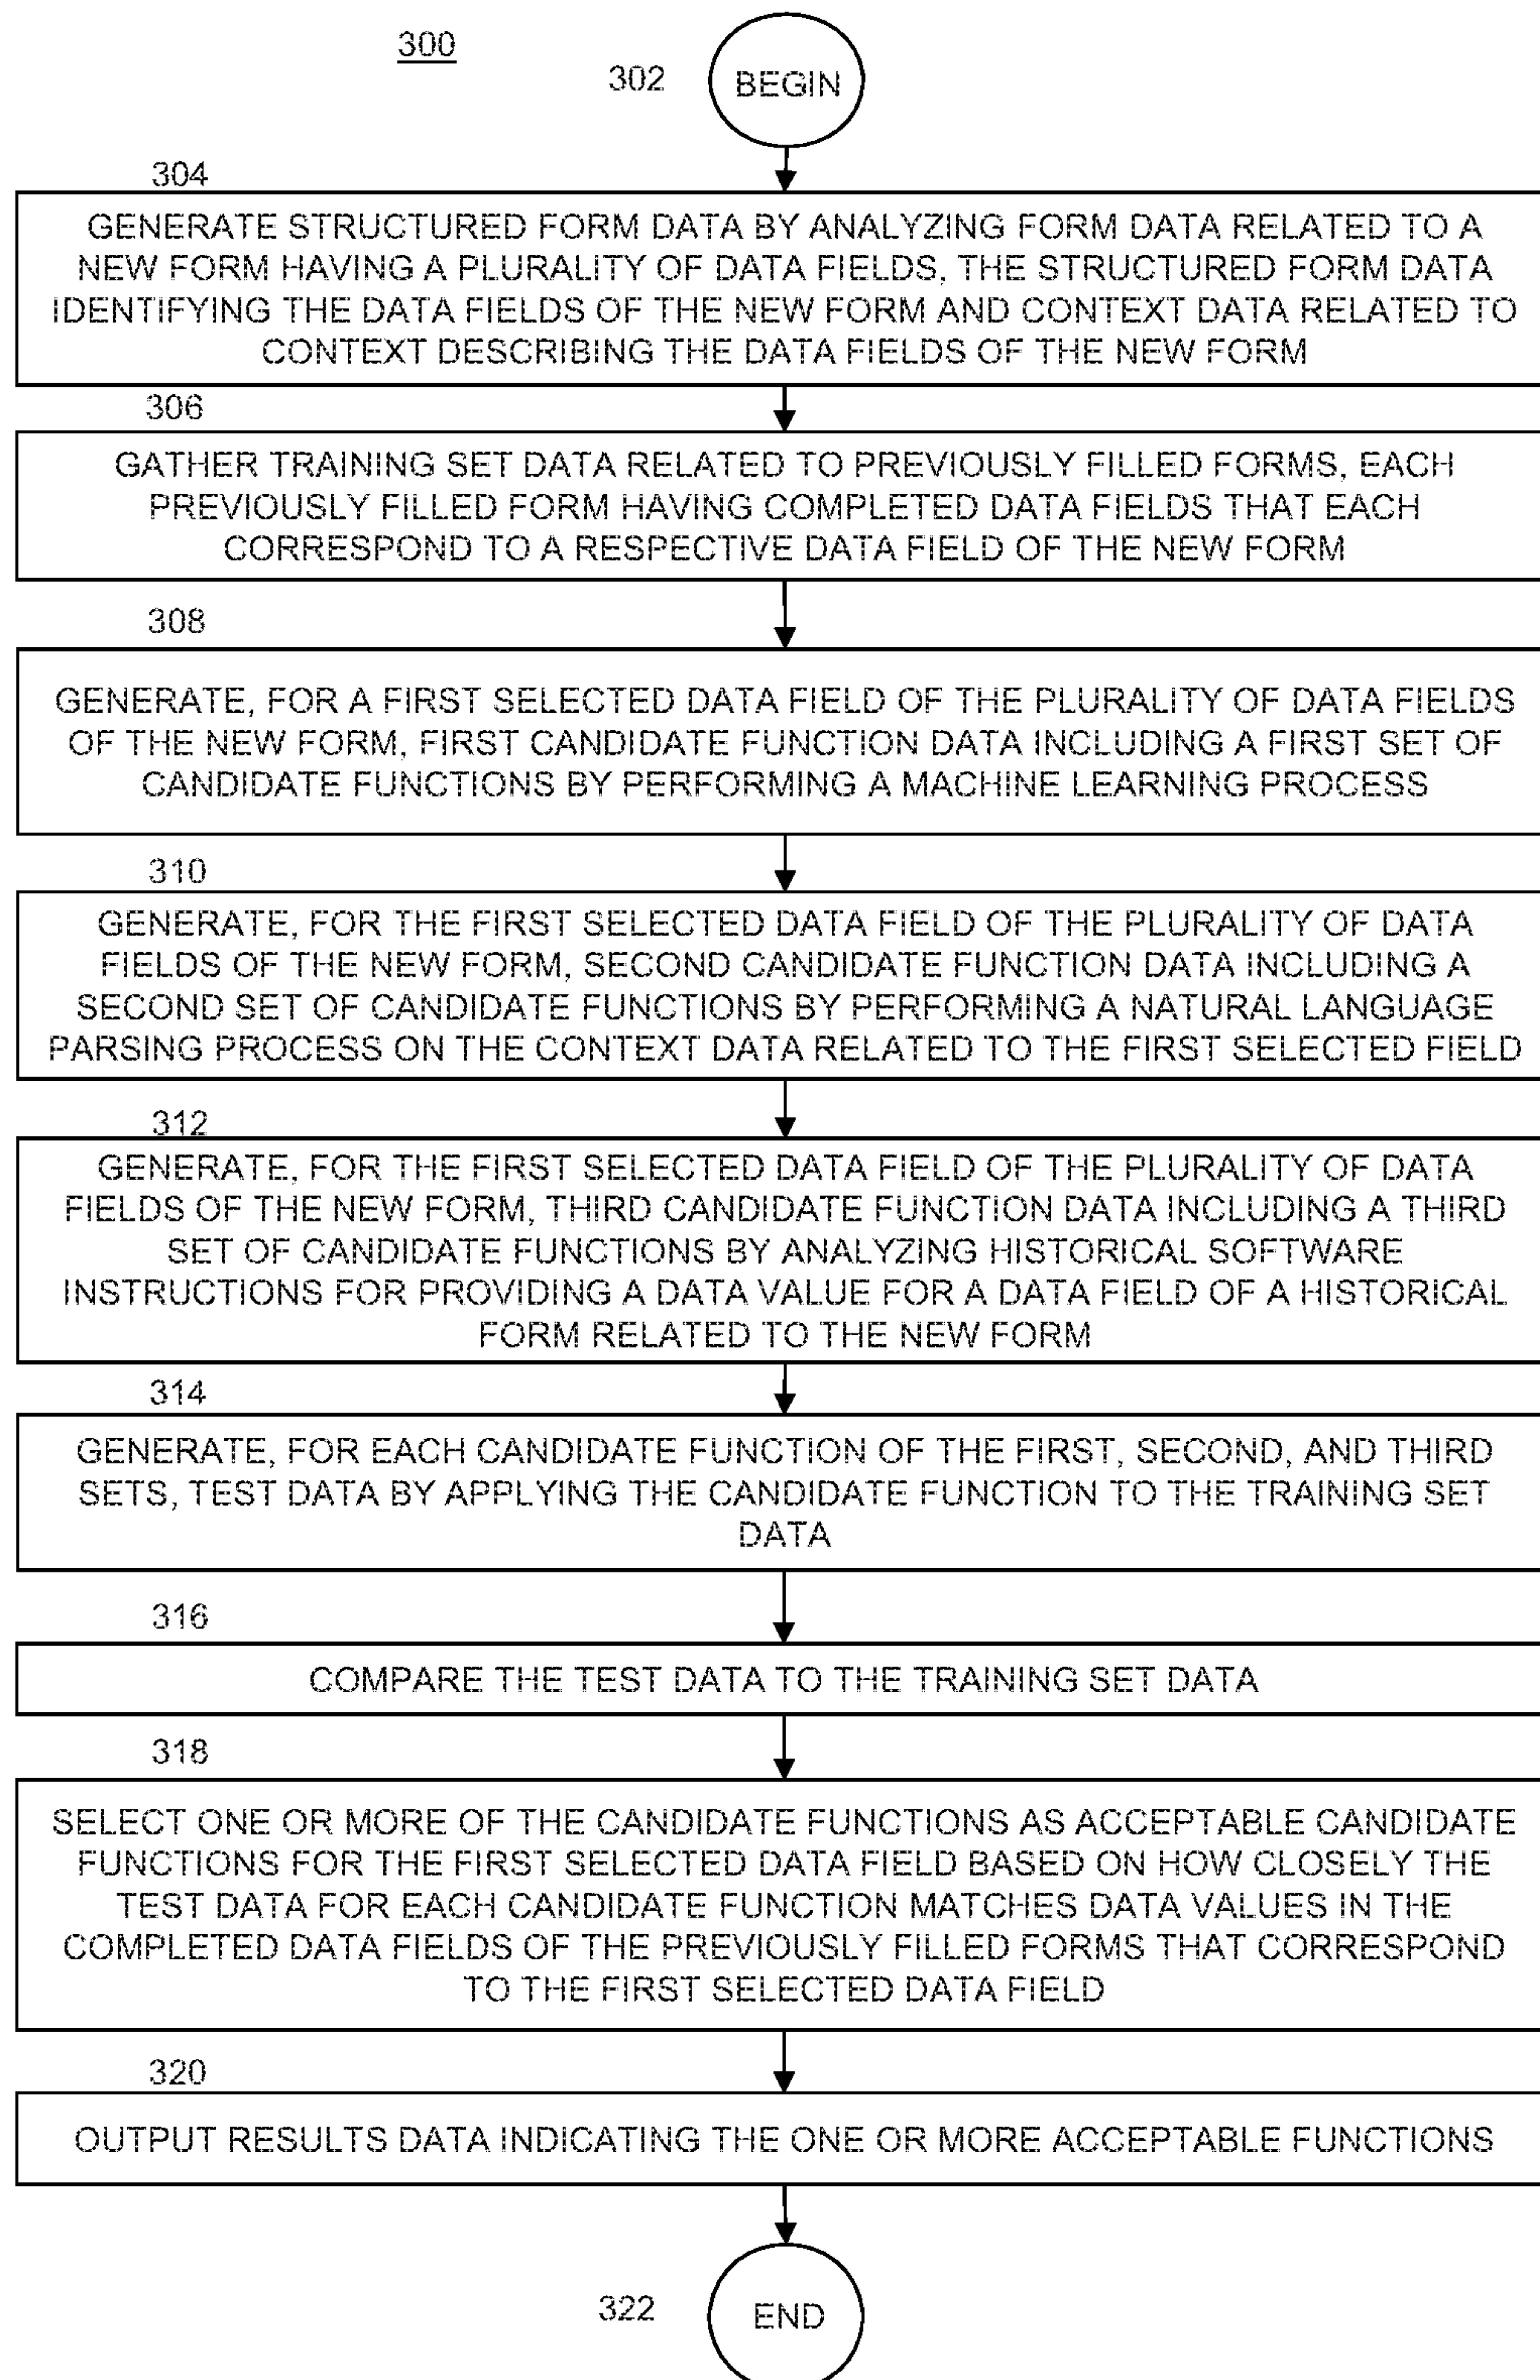 300
302
BEGIN
304
GENERATE STRUCTURED FORM DATA BY ANALYZING FORM DATA RELATED TO A
NEW FORM HAVING A PLURALITY OF DATA FIELDS, THE STRUCTURED FORM DATA
IDENTIFYING THE DATA FIELDS OF THE NEW FORM AND CONTEXT DATA RELATED TO
CONTEXT DESCRIBING THE DATA FIELDS OF THE NEW FORM
306
GATHER TRAINING SET DATA RELATED TO PREVIOUSLY FILLED FORMS, EACH
PREVIOUSLY FILLED FORM HAVING COMPLETED DATA FIELDS THAT EACH
CORRESPOND TO A RESPECTIVE DATA FIELD OF THE NEW FORM
308
GENERATE, FOR A FIRST SELECTED DATA FIELD OF THE PLURALITY OF DATA FIELDS
OF THE NEW FORM, FIRST CANDIDATE FUNCTION DATA INCLUDING A FIRST SET OF
CANDIDATE FUNCTIONS BY PERFORMING A MACHINE LEARNING PROCESS
310
GENERATE, FOR THE FIRST SELECTED DATA FIELD OF THE PLURALITY OF DATA
FIELDS OF THE NEW FORM, SECOND CANDIDATE FUNCTION DATA INCLUDING A
SECOND SET OF CANDIDATE FUNCTIONS BY PERFORMING A NATURAL LANGUAGE
PARSING PROCESS ON THE CONTEXT DATA RELATED TO THE FIRST SELECTED FIELD
312
GENERATE, FOR THE FIRST SELECTED DATA FIELD OF THE PLURALITY OF DATA
FIELDS OF THE NEW FORM, THIRD CANDIDATE FUNCTION DATA INCLUDING A THIRD
SET OF CANDIDATE FUNCTIONS BY ANALYZING HISTORICAL SOFTWARE
INSTRUCTIONS FOR PROVIDING A DATA VALUE FOR A DATA FIELD OF A HISTORICAL
FORM RELATED TO THE NEW FORM
314
GENERATE, FOR EACH CANDIDATE FUNCTION OF THE FIRST, SECOND, AND THIRD
SETS, TEST DATA BY APPLYING THE CANDIDATE FUNCTION TO THE TRAINING SET
DATA
316
COMPARE THE TEST DATA TO THE TRAINING SET DATA
318
SELECT ONE OR MORE OF THE CANDIDATE FUNCTIONS AS ACCEPTABLE CANDIDATE
FUNCTIONS FOR THE FIRST SELECTED DATA FIELD BASED ON HOW CLOSELY THE
TEST DATA FOR EACH CANDIDATE FUNCTION MATCHES DATA VALUES IN THE
COMPLETED DATA FIELDS OF THE PREVIOUSLY FILLED FORMS THAT CORRESPOND
TO THE FIRST SELECTED DATA FIELD
320
OUTPUT RESULTS DATA INDICATING THE ONE OR MORE ACCEPTABLE FUNCTIONS
322
END